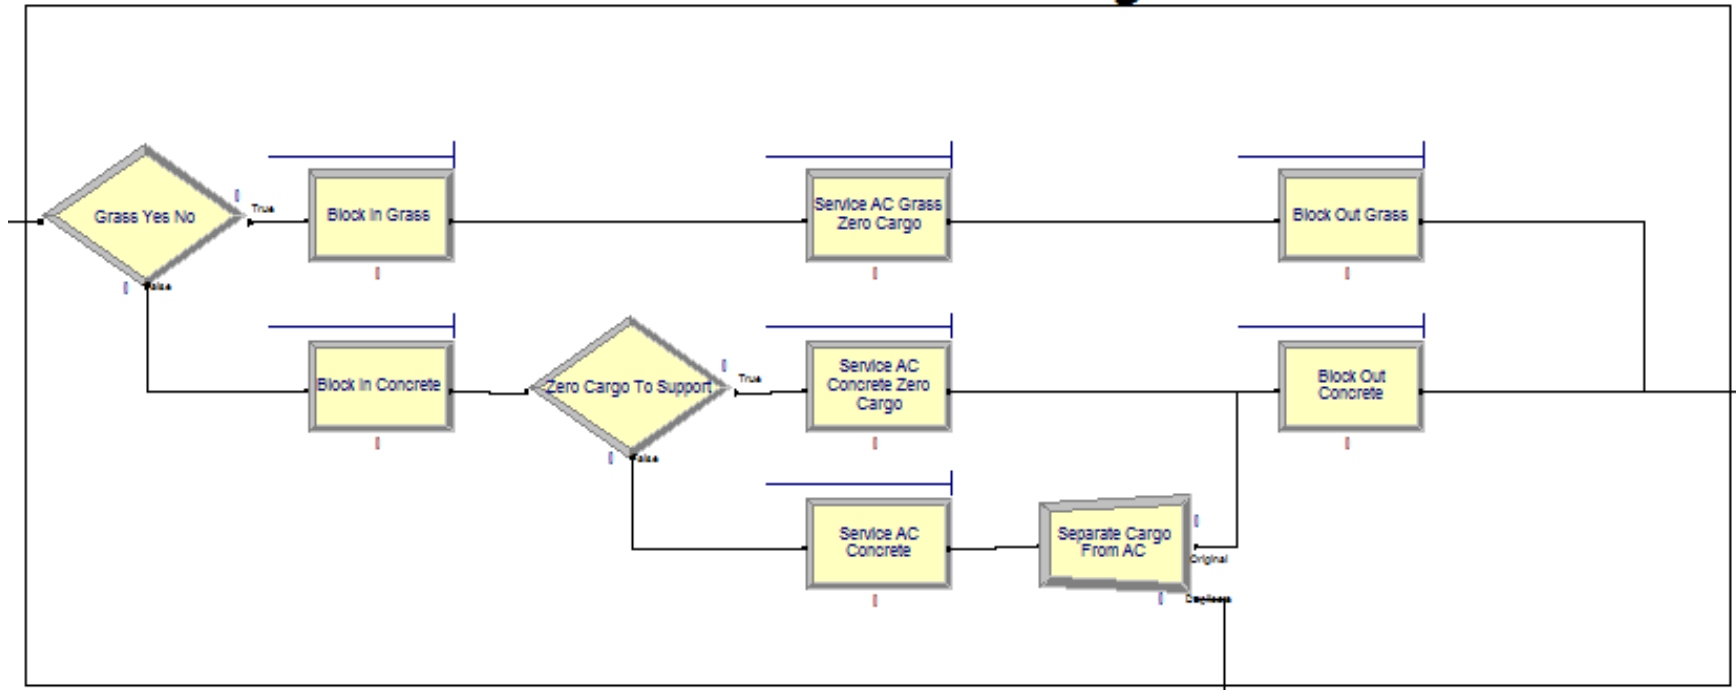 Grass Yes No
True
False
Block In Grass
Service AC Grass
Zero Cargo
Block Out Grass
Block In Concrete
Zero Cargo To Support
True
False
Service AC
Concrete Zero
Cargo
Block Out
Concrete
Service AC
Concrete
Separate Cargo
From AC
Original
Duplicate